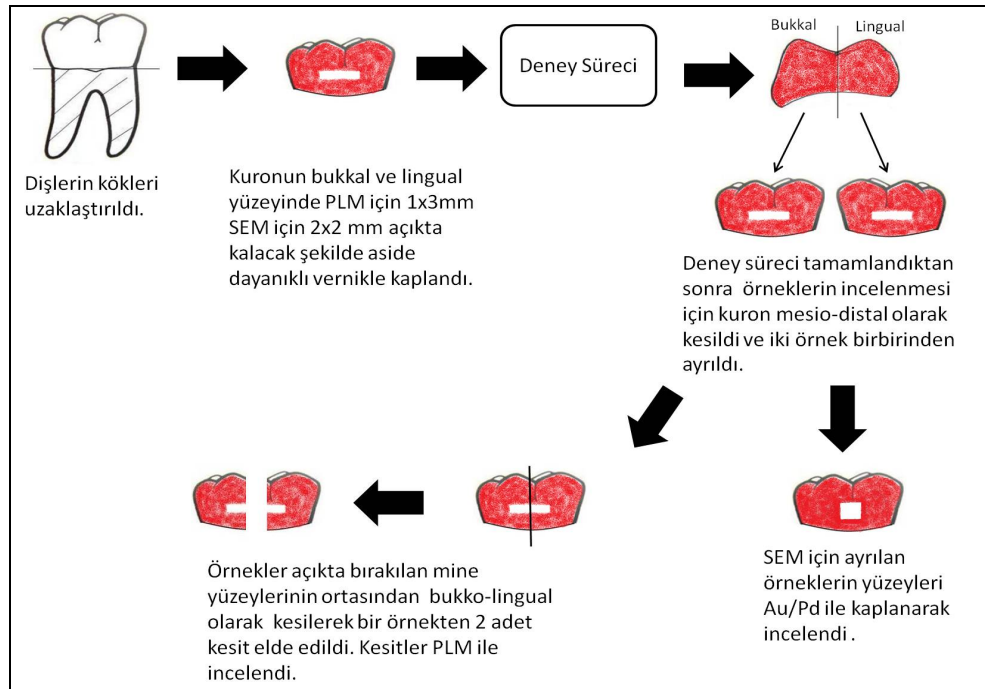 Dişlerin kökleri
uzaklaştırıldı.
Kuronun bukkal ve lingual
yüzeyinde PLM için 1x3mm
SEM için 2x2 mm açıkta
kalacak şekilde aside
dayanıklı vernikle kaplandı.
Deney Süreci
Bukkal
Lingual
Deney süreci tamamlandıktan
sonra örneklerin incelenmesi
için kuron mesio-distal olarak
kesildi ve iki örnek birbirinden
ayrıldı.
Örnekler açıkta bırakılan mine
yüzeylerinin ortasından bukko-lingual
olarak kesilerek bir örnekten 2 adet
kesit elde edildi. Kesitler PLM ile
incelendi.
SEM için ayrılan
örneklerin yüzeyleri
Au/Pd ile kaplanarak
incelendi .